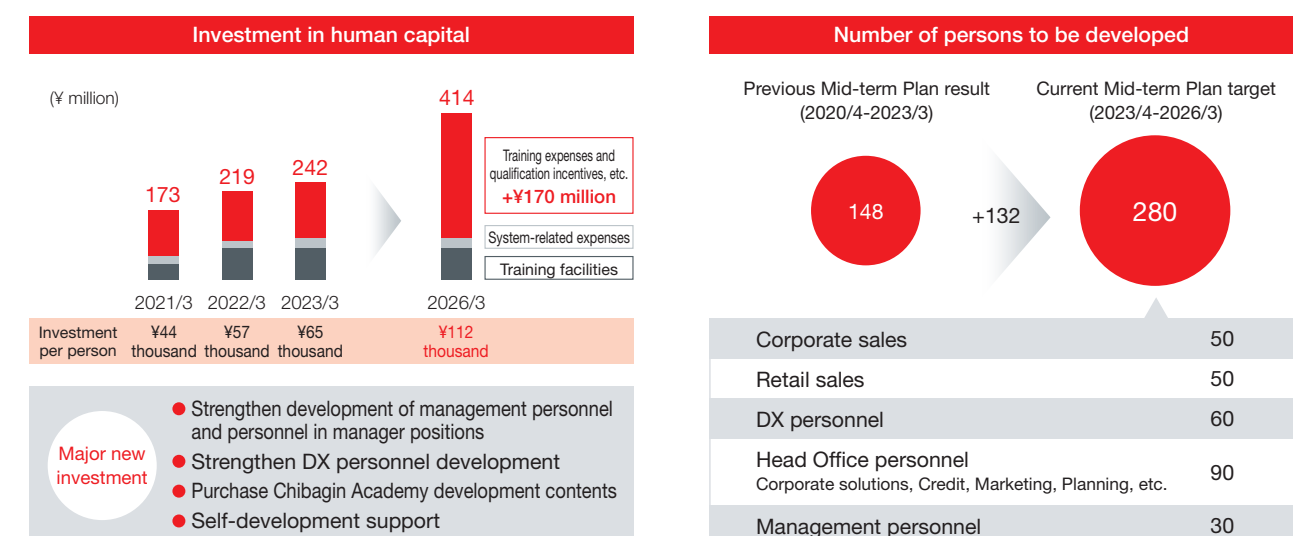 Investment in human capital
(¥ million)
173
219
242
414
Training expenses and
qualification incentives, etc.
+¥170 million
System-related expenses
Training facilities
2021/3 2022/3 2023/3 2026/3
Investment
per person
¥44
thousand
¥57
thousand
¥65
thousand
¥112
thousand
Major new
investment
● Strengthen development of management personnel
and personnel in manager positions
● Strengthen DX personnel development
● Purchase Chibagin Academy development contents
● Self-development support
Number of persons to be developed
Previous Mid-term Plan result
(2020/4-2023/3)
Current Mid-term Plan target
(2023/4-2026/3)
148
+132
280
Corporate sales 50
Retail sales 50
DX personnel 60
Head Office personnel
Corporate solutions, Credit, Marketing, Planning, etc.
90
Management personnel 30